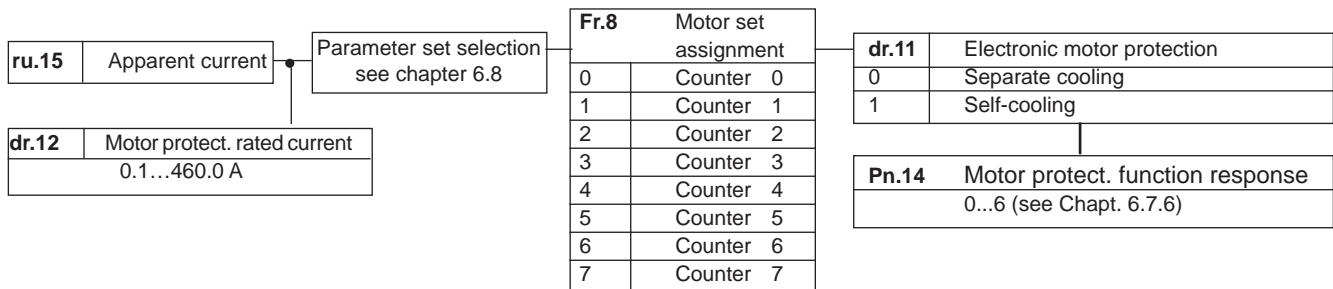 ru.15 Apparent current
dr.12 Motor protect. rated current
0.1…460.0 A
Parameter set selection
see chapter 6.8
Fr.8 Motor set
assignment
0 Counter 0
1 Counter 1
2 Counter 2
3 Counter 3
4 Counter 4
5 Counter 5
6 Counter 6
7 Counter 7
dr.11 Electronic motor protection
0 Separate cooling
1 Self-cooling
Pn.14 Motor protect. function response
0...6 (see Chapt. 6.7.6)